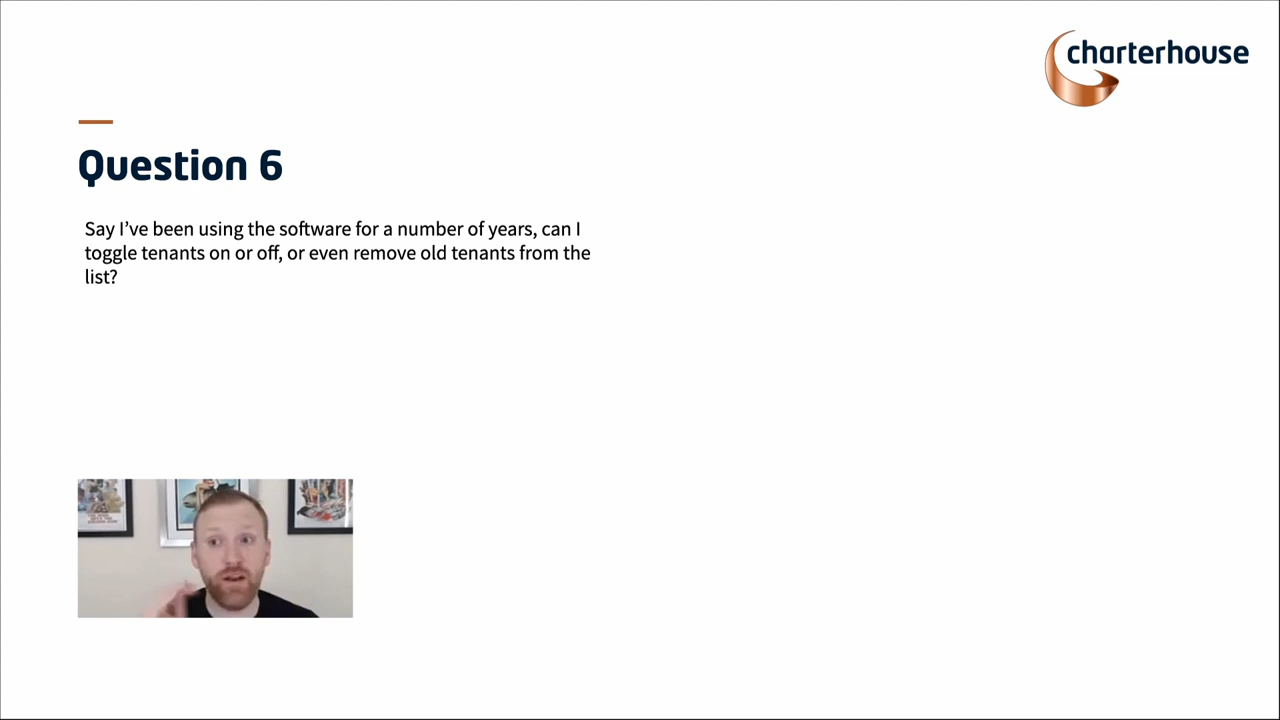 charterhouse
Question 6
Say I've been using the software for a number of years, can I
toggle tenants on or off, or even remove old tenants from the
list?